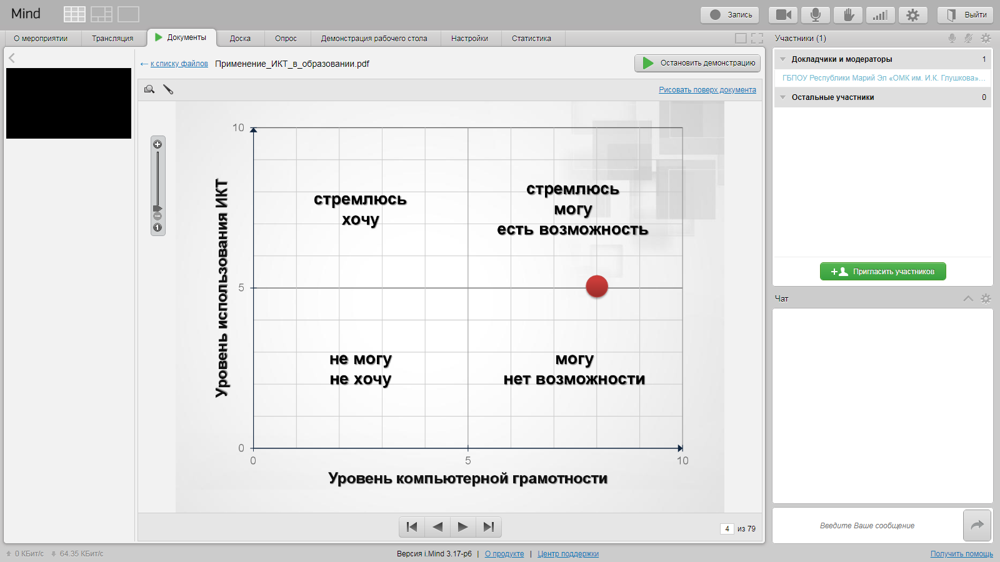 Mind
Запись
Выйти
О мероприятии
Трансляция
Документы
Доска
Опрос
Демонстрация рабочего стола
Настройки
Статистика
Участники (1)
← к списку файлов
Применение_ИКТ_в_образовании.pdf
Остановить демонстрацию
Докладчики и модераторы 1
ГБПОУ Республики Марий Эл «ОМК им. И.К. Глушкова»...
Остальные участники 0
Рисовать поверх документа
10
стремлюсь
хочу
стремлюсь
могу
есть возможность
Уровень использования ИКТ
5
не могу
не хочу
могу
нет возможности
0
0
5
10
Уровень компьютерной грамотности
1
Пригласить участников
Чат
Введите Ваше сообщение
4 из 79
0 КБит/с
64.35 КБит/с
Версия i.Mind 3.17-p6 | О продукте | Центр поддержки
Получить помощь